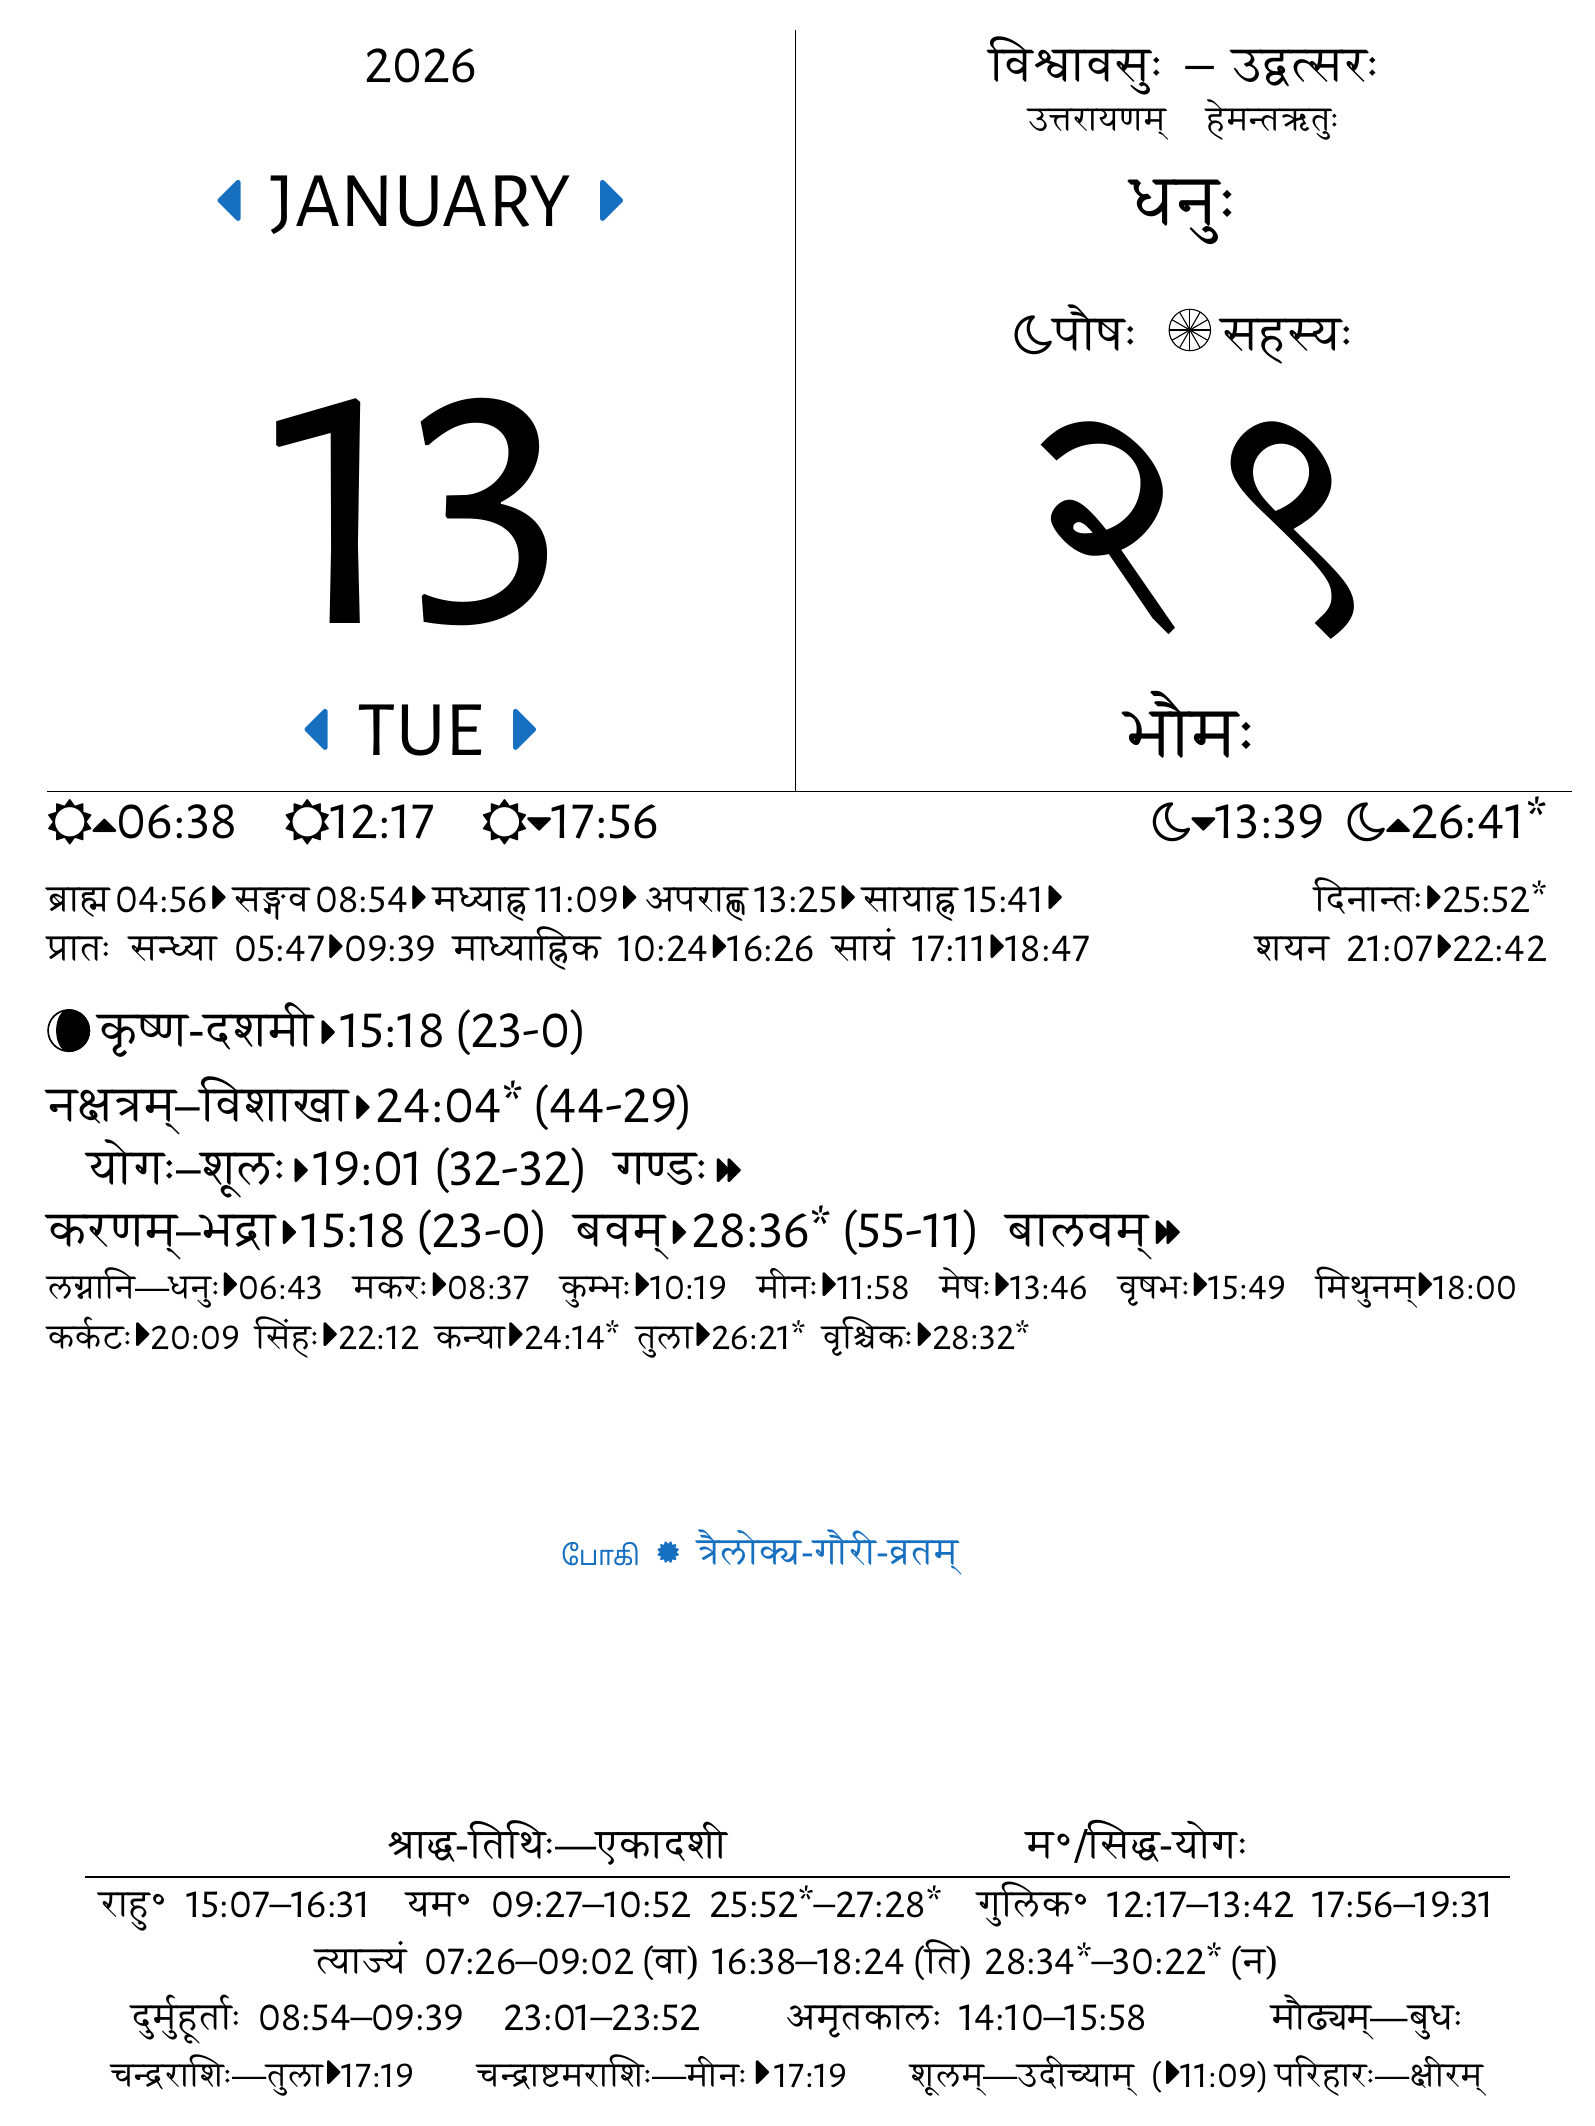 2026
JANUARY
13
TUE
विश्वावसुः – उद्वत्सरः
उत्तरायणम् हेमन्तऋतुः
धनुः
पौषः सहस्यः
२९
भौमः
06:38 12:17 17:56 13:39 26:41*
ब्राह्म 04:56 सङ्गव 08:54 मध्याह्न 11:09 अपराह्ण 13:25 सायाह्न 15:41 दिनान्तः 25:52*
प्रातः सन्ध्या 05:47 09:39 माध्याह्निक 10:24 16:26 सायं 17:11 18:47 शयन 21:07 22:42
कृष्ण-दशमी 15:18 (23-0)
नक्षत्रम्–विशाखा 24:04* (44-29)
योगः–शूलः 19:01 (32-32) गण्डः
करणम्–भद्रा 15:18 (23-0) बवम् 28:36* (55-11) बालवम्
लग्नानि—धनुः 06:43 मकरः 08:37 कुम्भः 10:19 मीनः 11:58 मेषः 13:46 वृषभः 15:49 मिथुनम् 18:00
कर्कटः 20:09 सिंहः 22:12 कन्या 24:14* तुला 26:21* वृश्चिकः 28:32*
போகி त्रैलोक्य-गौरी-व्रतम्
श्राद्ध-तिथिः—एकादशी म॰/सिद्ध-योगः
राहु॰ 15:07–16:31 यम॰ 09:27–10:52 25:52*–27:28* गुलिक॰ 12:17–13:42 17:56–19:31
त्याज्यं 07:26–09:02 (वा) 16:38–18:24 (ति) 28:34*–30:22* (न)
दुर्मुहूर्ताः 08:54–09:39 23:01–23:52 अमृतकालः 14:10–15:58 मौढ्यम्—बुधः
चन्द्रराशिः—तुला 17:19 चन्द्राष्टमराशिः—मीनः 17:19 शूलम्—उदीच्याम् ( 11:09) परिहारः—क्षीरम्